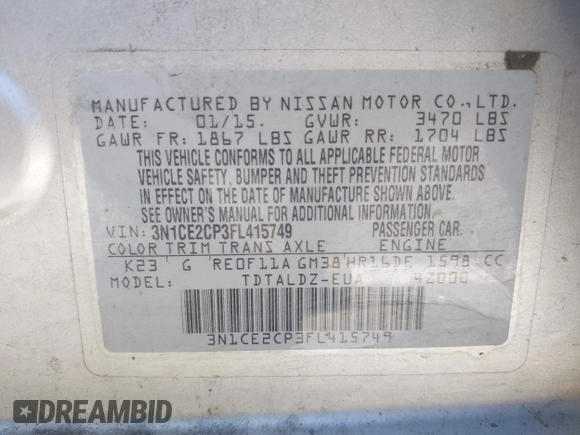 MANUFACTURED BY NISSAN MOTOR CO., LTD.
DATE: 01/15. GVWR: 3470 LBS
GAWR FR: 1867 LBS GAWR RR: 1704 LBS
THIS VEHICLE CONFORMS TO ALL APPLICABLE FEDERAL MOTOR
VEHICLE SAFETY, BUMPER AND THEFT PREVENTION STANDARDS
IN EFFECT ON THE DATE OF MANUFACTURE SHOWN ABOVE.
SEE OWNER'S MANUAL FOR ADDITIONAL INFORMATION.
VIN: 3N1CE2CP3FL415749 PASSENGER CAR.
COLOR TRIM TRANS AXLE ENGINE
K23 G RE0F11A GM38 HR16DE 1598 CC
MODEL: TDTALDZ-EUA 4Z000
3N1CE2CP3FL415749
DREAMBID